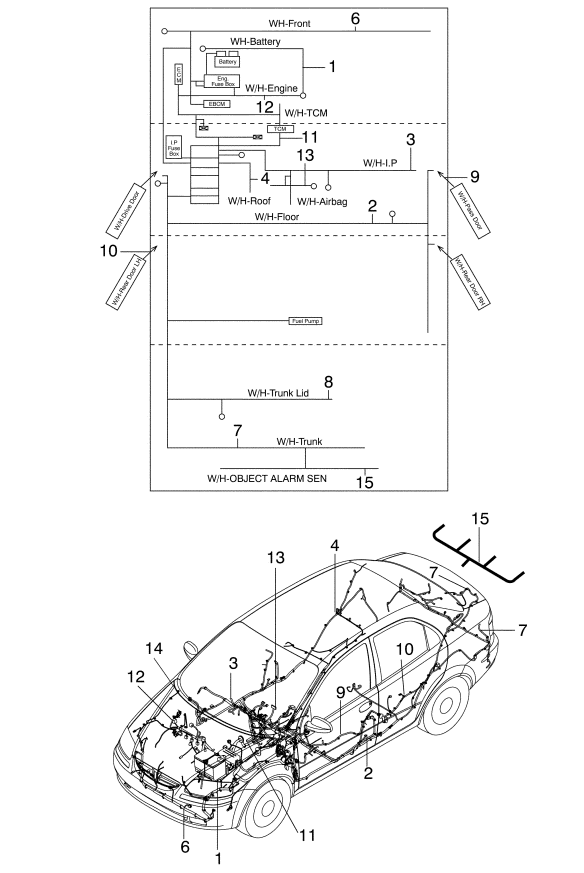 WH-Front
6
WH-Battery
Battery
1
E
C
M
Eng.
Fuse Box
W/H-Engine
EBCM
12
W/H-TCM
TCM
11
I.P
Fuse
Box
13
3
W/H-I.P
4
9
W/H-Drive Door
W/H-Pass Door
W/H-Roof
W/H-Airbag
W/H-Floor
2
10
W/H-Rear Door LH
W/H-Rear Door RH
Fuel Pump
8
W/H-Trunk Lid
7
W/H-Trunk
W/H-OBJECT ALARM SEN
15
15
4
13
7
14
3
10
7
12
9
2
11
6
1